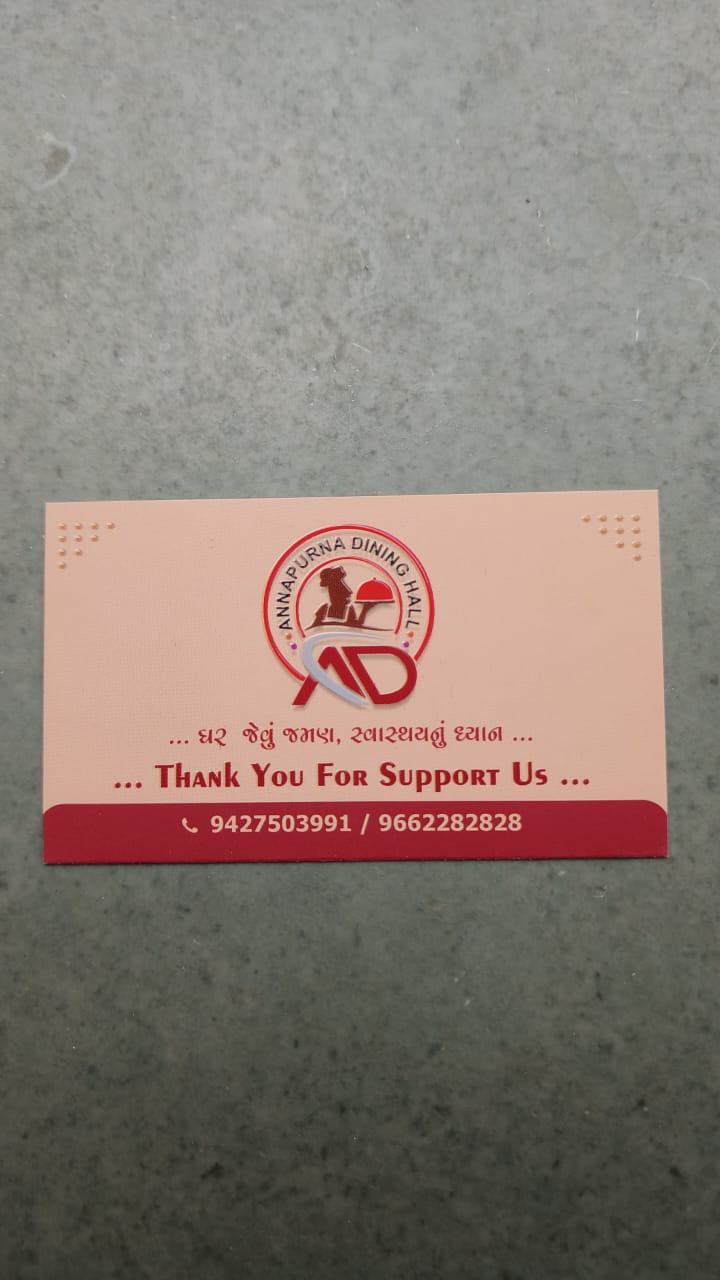 ANNAPURNA DINING HALL
AD
... ઘર જેવું જમણ, સ્વાસ્થયનું ધ્યાન ...
... Thank You For Support Us ...
9427503991 / 9662282828